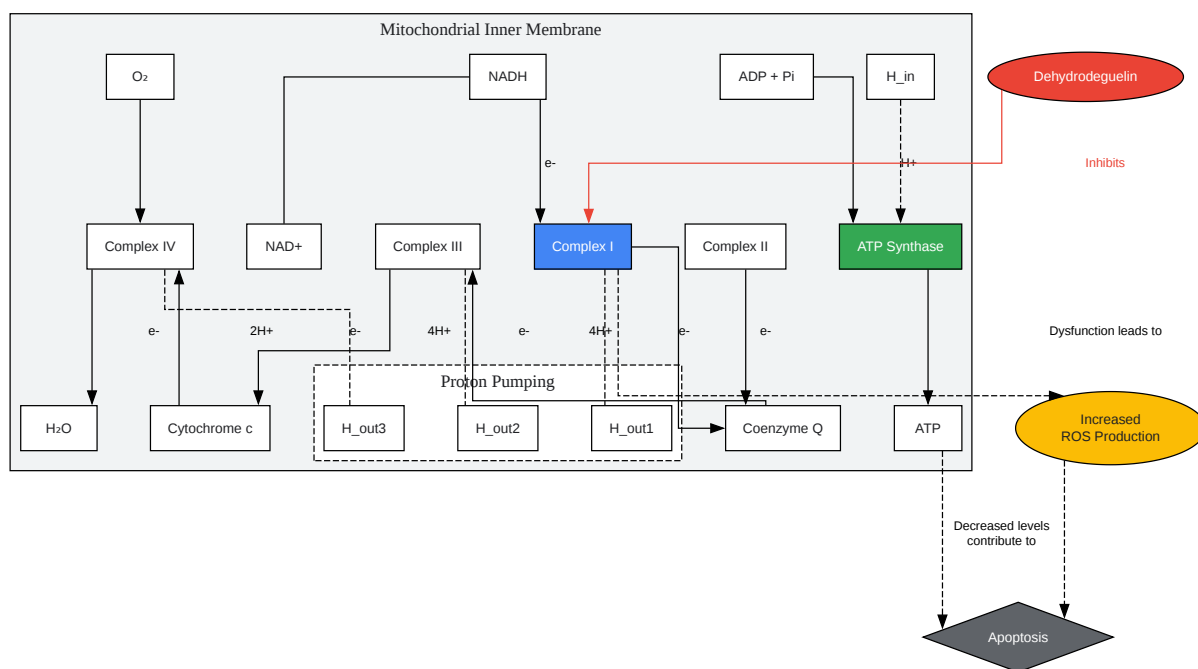 Mitochondrial Inner Membrane
O₂
NADH
ADP + Pi
H_in
Dehydrodeguelin
e-
H+
Inhibits
Complex IV
NAD+
Complex III
Complex I
Complex II
ATP Synthase
e-
2H+
e-
4H+
e-
4H+
e-
e-
Dysfunction leads to
Proton Pumping
H₂O
Cytochrome c
H_out3
H_out2
H_out1
Coenzyme Q
ATP
Increased
ROS Production
Decreased levels
contribute to
Apoptosis